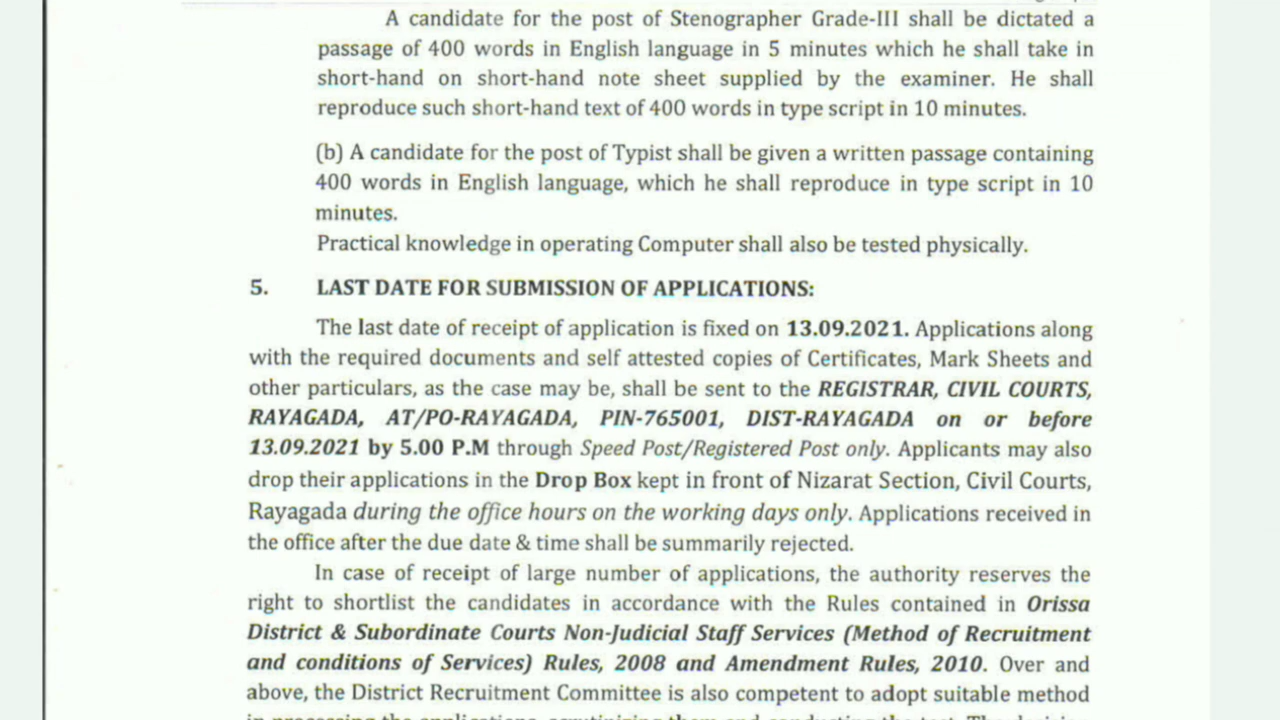 A candidate for the post of Stenographer Grade-III shall be dictated a
passage of 400 words in English language in 5 minutes which he shall take in
short-hand on short-hand note sheet supplied by the examiner. He shall
reproduce such short-hand text of 400 words in type script in 10 minutes.
(b) A candidate for the post of Typist shall be given a written passage containing
400 words in English language, which he shall reproduce in type script in 10
minutes.
Practical knowledge in operating Computer shall also be tested physically.
5. LAST DATE FOR SUBMISSION OF APPLICATIONS:
The last date of receipt of application is fixed on 13.09.2021. Applications along
with the required documents and self attested copies of Certificates, Mark Sheets and
other particulars, as the case may be, shall be sent to the REGISTRAR, CIVIL COURTS,
RAYAGADA, AT/PO-RAYAGADA, PIN-765001, DIST-RAYAGADA on or before
13.09.2021 by 5.00 P.M through Speed Post/Registered Post only. Applicants may also
drop their applications in the Drop Box kept in front of Nizarat Section, Civil Courts,
Rayagada during the office hours on the working days only. Applications received in
the office after the due date & time shall be summarily rejected.
In case of receipt of large number of applications, the authority reserves the
right to shortlist the candidates in accordance with the Rules contained in Orissa
District & Subordinate Courts Non-Judicial Staff Services (Method of Recruitment
and conditions of Services) Rules, 2008 and Amendment Rules, 2010. Over and
above, the District Recruitment Committee is also competent to adopt suitable method